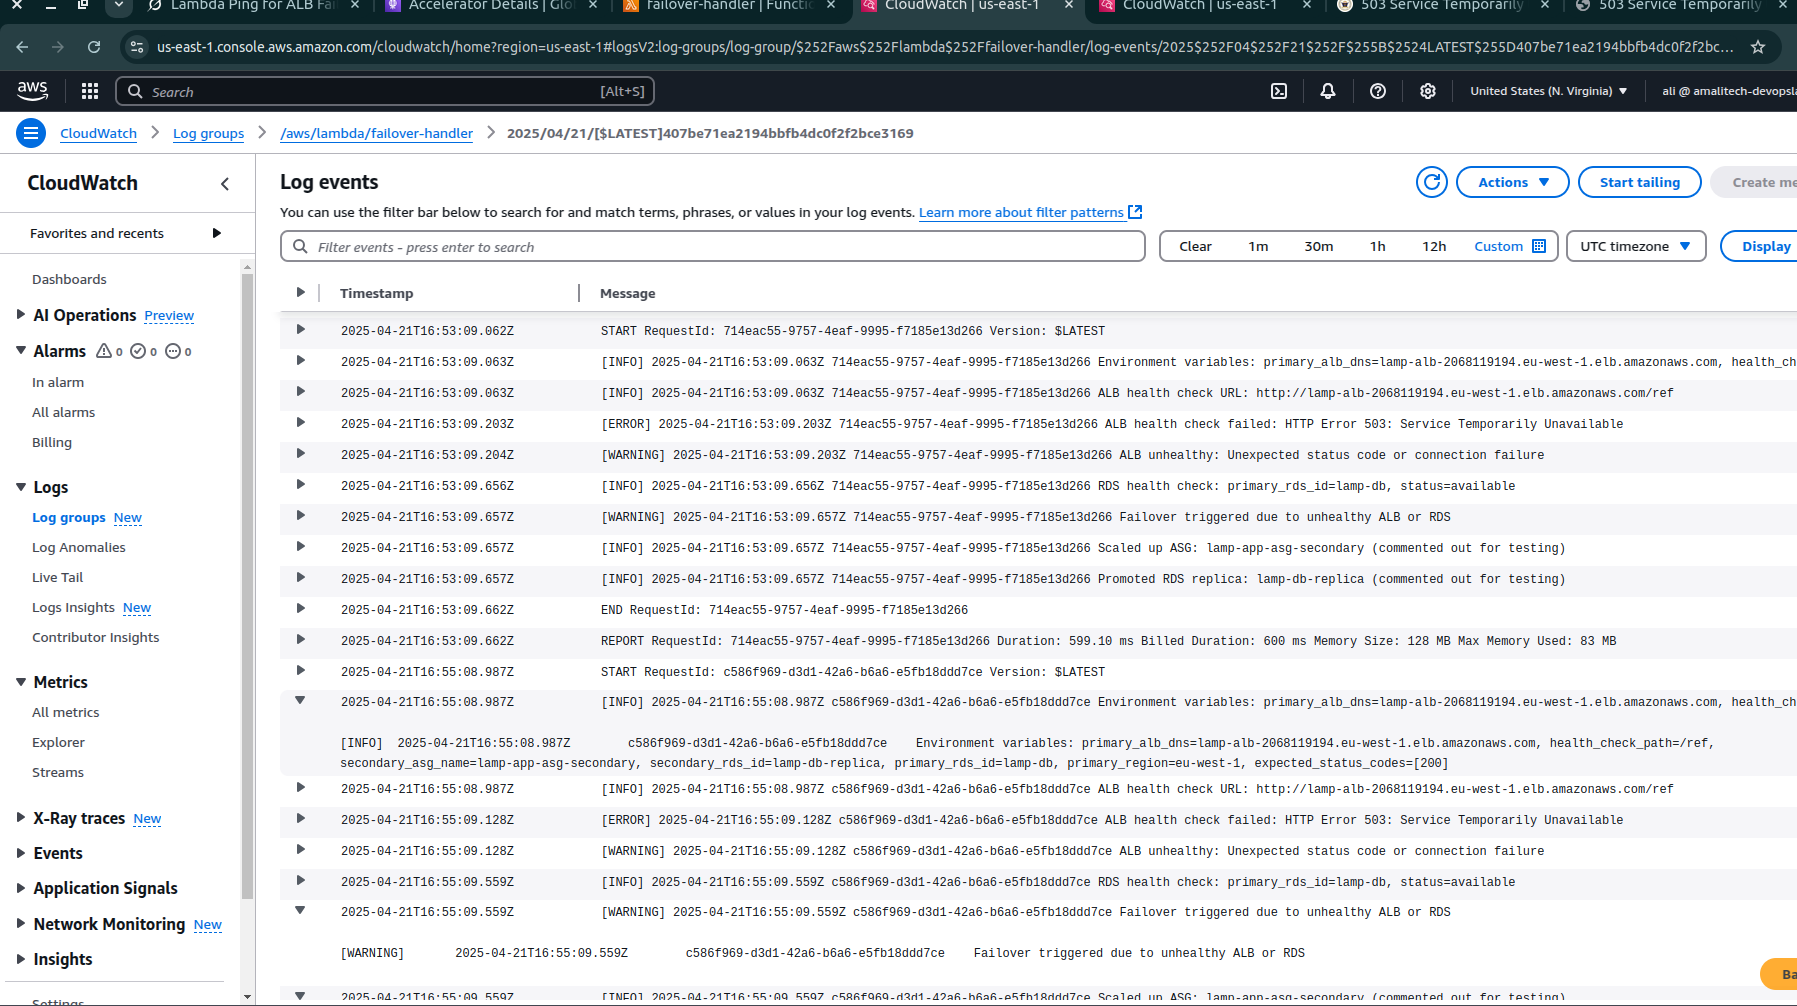 Lambda Ping for ALB Fai
Accelerator Details | Glo
failover-handler | Functi
CloudWatch | us-east-1
CloudWatch | us-east-1
503 Service Temporarily
503 Service Temporarily
us-east-1.console.aws.amazon.com/cloudwatch/home?region=us-east-1#logsV2:log-groups/log-group/$252Faws$252Flambda$252Ffailover-handler/log-events/2025$252F04$252F21$252F$255B$2524LATEST$255D407be71ea2194bbfb4dc0f2f2bc...
aws
Search [Alt+S]
United States (N. Virginia)
ali @ amalitech-devopsla
CloudWatch > Log groups > /aws/lambda/failover-handler > 2025/04/21/[$LATEST]407be71ea2194bbfb4dc0f2f2bce3169
CloudWatch
Favorites and recents
Dashboards
AI Operations Preview
Alarms 0 0 0
In alarm
All alarms
Billing
Logs
Log groups New
Log Anomalies
Live Tail
Logs Insights New
Contributor Insights
Metrics
All metrics
Explorer
Streams
X-Ray traces New
Events
Application Signals
Network Monitoring New
Insights
Settings
Log events
Actions
Start tailing
Create me
You can use the filter bar below to search for and match terms, phrases, or values in your log events. Learn more about filter patterns
Filter events - press enter to search
Clear 1m 30m 1h 12h Custom
UTC timezone
Display
Timestamp Message
2025-04-21T16:53:09.062Z START RequestId: 714eac55-9757-4eaf-9995-f7185e13d266 Version: $LATEST
2025-04-21T16:53:09.063Z [INFO] 2025-04-21T16:53:09.063Z 714eac55-9757-4eaf-9995-f7185e13d266 Environment variables: primary_alb_dns=lamp-alb-2068119194.eu-west-1.elb.amazonaws.com, health_ch
2025-04-21T16:53:09.063Z [INFO] 2025-04-21T16:53:09.063Z 714eac55-9757-4eaf-9995-f7185e13d266 ALB health check URL: http://lamp-alb-2068119194.eu-west-1.elb.amazonaws.com/ref
2025-04-21T16:53:09.203Z [ERROR] 2025-04-21T16:53:09.203Z 714eac55-9757-4eaf-9995-f7185e13d266 ALB health check failed: HTTP Error 503: Service Temporarily Unavailable
2025-04-21T16:53:09.204Z [WARNING] 2025-04-21T16:53:09.203Z 714eac55-9757-4eaf-9995-f7185e13d266 ALB unhealthy: Unexpected status code or connection failure
2025-04-21T16:53:09.656Z [INFO] 2025-04-21T16:53:09.656Z 714eac55-9757-4eaf-9995-f7185e13d266 RDS health check: primary_rds_id=lamp-db, status=available
2025-04-21T16:53:09.657Z [WARNING] 2025-04-21T16:53:09.657Z 714eac55-9757-4eaf-9995-f7185e13d266 Failover triggered due to unhealthy ALB or RDS
2025-04-21T16:53:09.657Z [INFO] 2025-04-21T16:53:09.657Z 714eac55-9757-4eaf-9995-f7185e13d266 Scaled up ASG: lamp-app-asg-secondary (commented out for testing)
2025-04-21T16:53:09.657Z [INFO] 2025-04-21T16:53:09.657Z 714eac55-9757-4eaf-9995-f7185e13d266 Promoted RDS replica: lamp-db-replica (commented out for testing)
2025-04-21T16:53:09.662Z END RequestId: 714eac55-9757-4eaf-9995-f7185e13d266
2025-04-21T16:53:09.662Z REPORT RequestId: 714eac55-9757-4eaf-9995-f7185e13d266 Duration: 599.10 ms Billed Duration: 600 ms Memory Size: 128 MB Max Memory Used: 83 MB
2025-04-21T16:55:08.987Z START RequestId: c586f969-d3d1-42a6-b6a6-e5fb18ddd7ce Version: $LATEST
2025-04-21T16:55:08.987Z [INFO] 2025-04-21T16:55:08.987Z c586f969-d3d1-42a6-b6a6-e5fb18ddd7ce Environment variables: primary_alb_dns=lamp-alb-2068119194.eu-west-1.elb.amazonaws.com, health_ch
[INFO] 2025-04-21T16:55:08.987Z c586f969-d3d1-42a6-b6a6-e5fb18ddd7ce Environment variables: primary_alb_dns=lamp-alb-2068119194.eu-west-1.elb.amazonaws.com, health_check_path=/ref,
secondary_asg_name=lamp-app-asg-secondary, secondary_rds_id=lamp-db-replica, primary_rds_id=lamp-db, primary_region=eu-west-1, expected_status_codes=[200]
2025-04-21T16:55:08.987Z [INFO] 2025-04-21T16:55:08.987Z c586f969-d3d1-42a6-b6a6-e5fb18ddd7ce ALB health check URL: http://lamp-alb-2068119194.eu-west-1.elb.amazonaws.com/ref
2025-04-21T16:55:09.128Z [ERROR] 2025-04-21T16:55:09.128Z c586f969-d3d1-42a6-b6a6-e5fb18ddd7ce ALB health check failed: HTTP Error 503: Service Temporarily Unavailable
2025-04-21T16:55:09.128Z [WARNING] 2025-04-21T16:55:09.128Z c586f969-d3d1-42a6-b6a6-e5fb18ddd7ce ALB unhealthy: Unexpected status code or connection failure
2025-04-21T16:55:09.559Z [INFO] 2025-04-21T16:55:09.559Z c586f969-d3d1-42a6-b6a6-e5fb18ddd7ce RDS health check: primary_rds_id=lamp-db, status=available
2025-04-21T16:55:09.559Z [WARNING] 2025-04-21T16:55:09.559Z c586f969-d3d1-42a6-b6a6-e5fb18ddd7ce Failover triggered due to unhealthy ALB or RDS
[WARNING] 2025-04-21T16:55:09.559Z c586f969-d3d1-42a6-b6a6-e5fb18ddd7ce Failover triggered due to unhealthy ALB or RDS
Ba
2025-04-21T16:55:09.559Z [INFO] 2025-04-21T16:55:09.559Z c586f969-d3d1-42a6-b6a6-e5fb18ddd7ce Scaled up ASG: lamp-app-asg-secondary (commented out for testing)